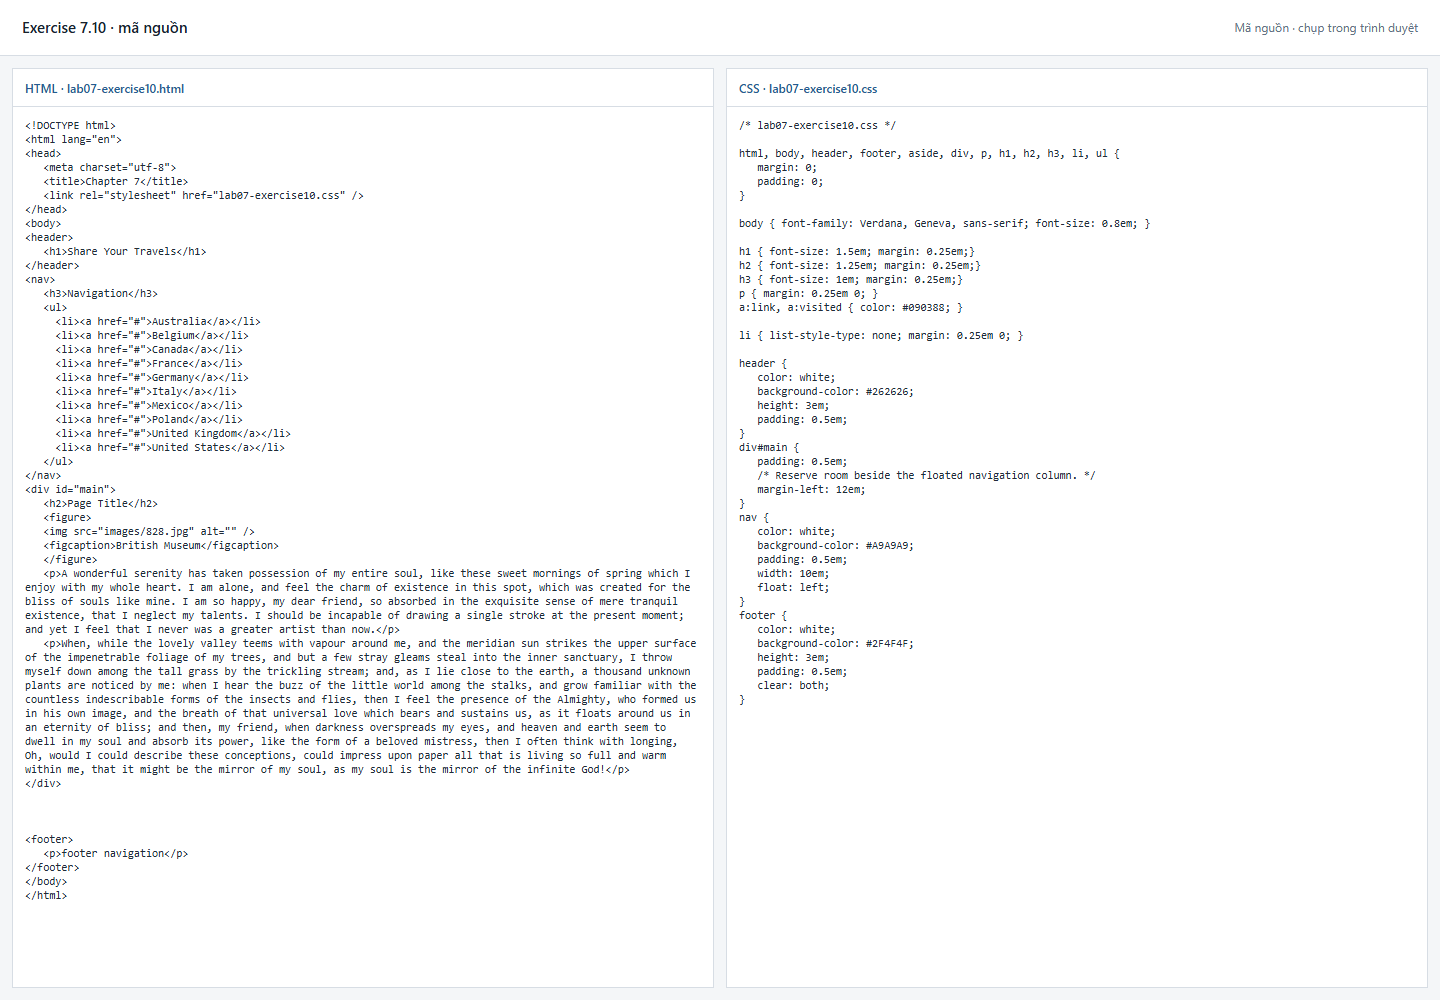 Exercise 7.10 · mã nguồn
Mã nguồn · chụp trong trình duyệt
HTML · lab07-exercise10.html
<!DOCTYPE html>
<html lang="en">
<head>
   <meta charset="utf-8">
   <title>Chapter 7</title>
   <link rel="stylesheet" href="lab07-exercise10.css" />
</head>
<body>
<header>
   <h1>Share Your Travels</h1>
</header>
<nav>
   <h3>Navigation</h3>
   <ul>
     <li><a href="#">Australia</a></li>
     <li><a href="#">Belgium</a></li>
     <li><a href="#">Canada</a></li>
     <li><a href="#">France</a></li>
     <li><a href="#">Germany</a></li>
     <li><a href="#">Italy</a></li>
     <li><a href="#">Mexico</a></li>
     <li><a href="#">Poland</a></li>
     <li><a href="#">United Kingdom</a></li>
     <li><a href="#">United States</a></li>
   </ul>
</nav>
<div id="main">
   <h2>Page Title</h2>
   <figure>
   <img src="images/828.jpg" alt="" />
   <figcaption>British Museum</figcaption>
   </figure>
   <p>A wonderful serenity has taken possession of my entire soul, like these sweet mornings of spring which I
enjoy with my whole heart. I am alone, and feel the charm of existence in this spot, which was created for the
bliss of souls like mine. I am so happy, my dear friend, so absorbed in the exquisite sense of mere tranquil
existence, that I neglect my talents. I should be incapable of drawing a single stroke at the present moment;
and yet I feel that I never was a greater artist than now.</p>
   <p>When, while the lovely valley teems with vapour around me, and the meridian sun strikes the upper surface
of the impenetrable foliage of my trees, and but a few stray gleams steal into the inner sanctuary, I throw
myself down among the tall grass by the trickling stream; and, as I lie close to the earth, a thousand unknown
plants are noticed by me: when I hear the buzz of the little world among the stalks, and grow familiar with the
countless indescribable forms of the insects and flies, then I feel the presence of the Almighty, who formed us
in his own image, and the breath of that universal love which bears and sustains us, as it floats around us in
an eternity of bliss; and then, my friend, when darkness overspreads my eyes, and heaven and earth seem to
dwell in my soul and absorb its power, like the form of a beloved mistress, then I often think with longing,
Oh, would I could describe these conceptions, could impress upon paper all that is living so full and warm
within me, that it might be the mirror of my soul, as my soul is the mirror of the infinite God!</p>
</div>
<footer>
   <p>footer navigation</p>
</footer>
</body>
</html>
CSS · lab07-exercise10.css
/* lab07-exercise10.css */
html, body, header, footer, aside, div, p, h1, h2, h3, li, ul {
   margin: 0;
   padding: 0;
}
body { font-family: Verdana, Geneva, sans-serif; font-size: 0.8em; }
h1 { font-size: 1.5em; margin: 0.25em;}
h2 { font-size: 1.25em; margin: 0.25em;}
h3 { font-size: 1em; margin: 0.25em;}
p { margin: 0.25em 0; }
a:link, a:visited { color: #090388; }
li { list-style-type: none; margin: 0.25em 0; }
header {
   color: white;
   background-color: #262626;
   height: 3em;
   padding: 0.5em;
}
div#main {
   padding: 0.5em;
   /* Reserve room beside the floated navigation column. */
   margin-left: 12em;
}
nav {
   color: white;
   background-color: #A9A9A9;
   padding: 0.5em;
   width: 10em;
   float: left;
}
footer {
   color: white;
   background-color: #2F4F4F;
   height: 3em;
   padding: 0.5em;
   clear: both;
}